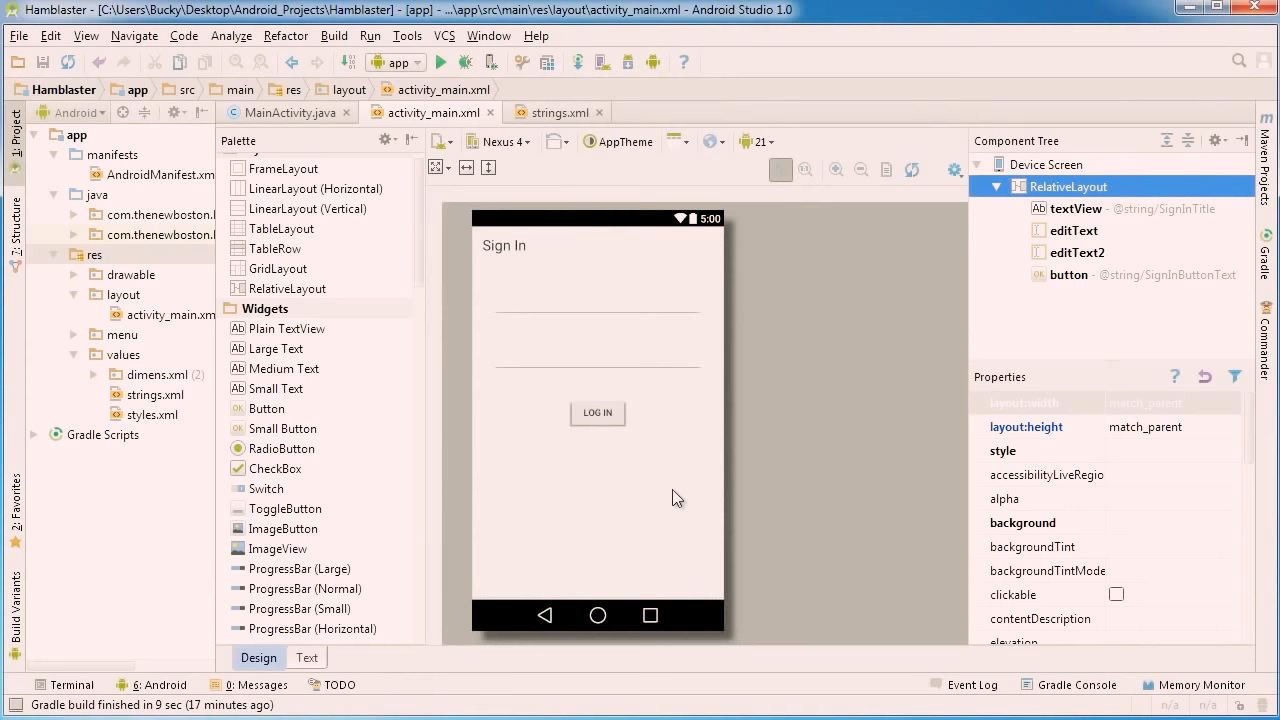 Hamblaster - [C:\Users\Bucky\Desktop\Android_Projects\Hamblaster] - [app] - ...\app\src\main\res\layout\activity_main.xml - Android Studio 1.0
File Edit View Navigate Code Analyze Refactor Build Run Tools VCS Window Help
app
Hamblaster app src main res layout activity_main.xml
Android
MainActivity.java activity_main.xml strings.xml
1: Project
7: Structure
2: Favorites
Build Variants
app
manifests
AndroidManifest.xm
java
com.thenewboston.
com.thenewboston.
res
drawable
layout
activity_main.xm
menu
values
dimens.xml (2)
strings.xml
styles.xml
Gradle Scripts
Palette
FrameLayout
LinearLayout (Horizontal)
LinearLayout (Vertical)
TableLayout
TableRow
GridLayout
RelativeLayout
Widgets
Plain TextView
Large Text
Medium Text
Small Text
Button
Small Button
RadioButton
CheckBox
Switch
ToggleButton
ImageButton
ImageView
ProgressBar (Large)
ProgressBar (Normal)
ProgressBar (Small)
ProgressBar (Horizontal)
Design Text
Nexus 4 AppTheme 21
5:00
Sign In
LOG IN
Component Tree
Device Screen
RelativeLayout
Ab textView - @string/SignInTitle
editText
editText2
OK button - @string/SignInButtonText
Properties
layout:width match_parent
layout:height match_parent
style
accessibilityLiveRegio
alpha
background
backgroundTint
backgroundTintMode
clickable
contentDescription
elevation
Maven Projects
Gradle
Commander
Terminal 6: Android 0: Messages TODO Event Log Gradle Console Memory Monitor
Gradle build finished in 9 sec (17 minutes ago) n/a n/a